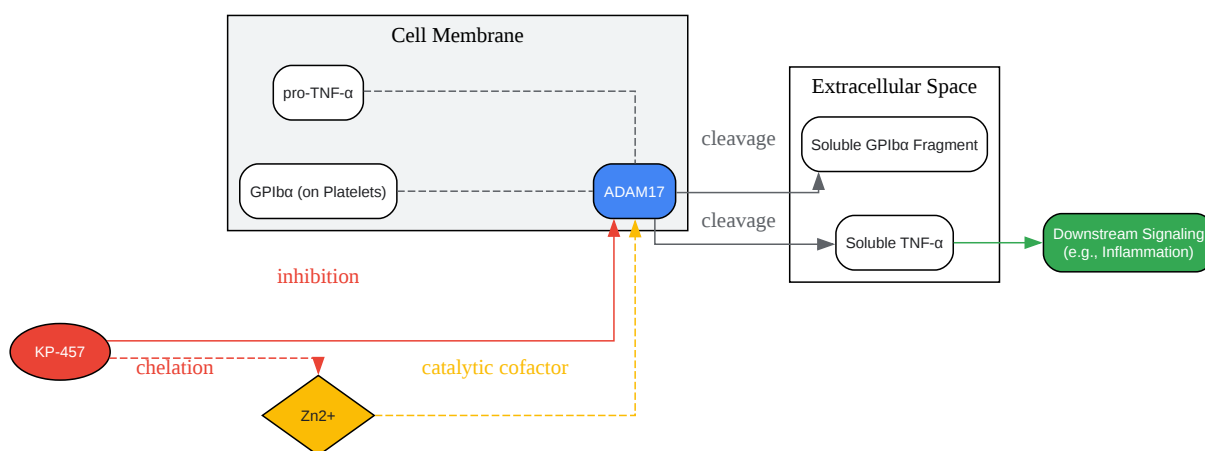 Cell Membrane
pro-TNF-α
GPIbα (on Platelets)
ADAM17
cleavage
cleavage
Extracellular Space
Soluble GPIbα Fragment
Soluble TNF-α
Downstream Signaling
(e.g., Inflammation)
inhibition
KP-457
chelation
catalytic cofactor
Zn2+